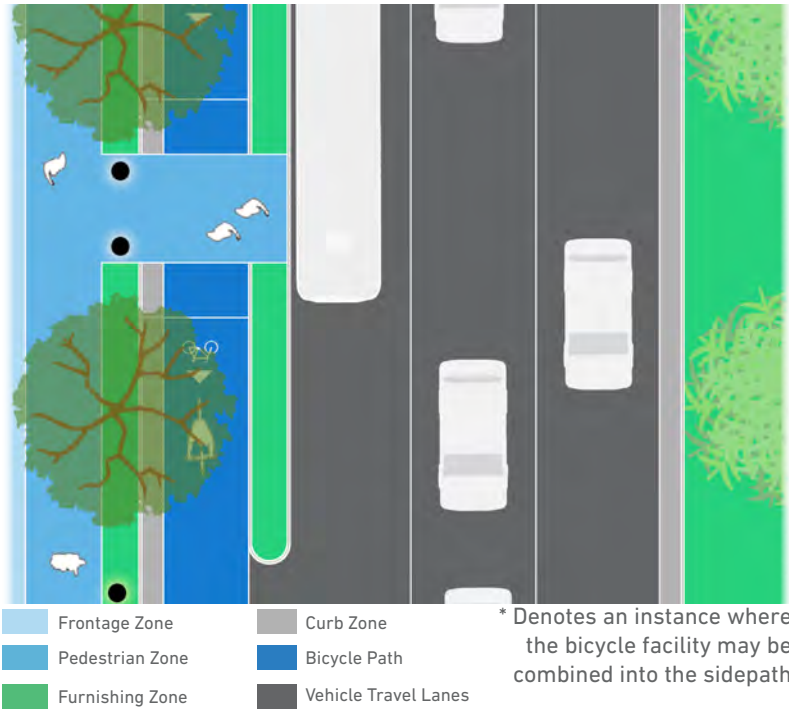 Frontage Zone
Pedestrian Zone
Furnishing Zone
Curb Zone
Bicycle Path
Vehicle Travel Lanes
* Denotes an instance where
the bicycle facility may be
combined into the sidepath